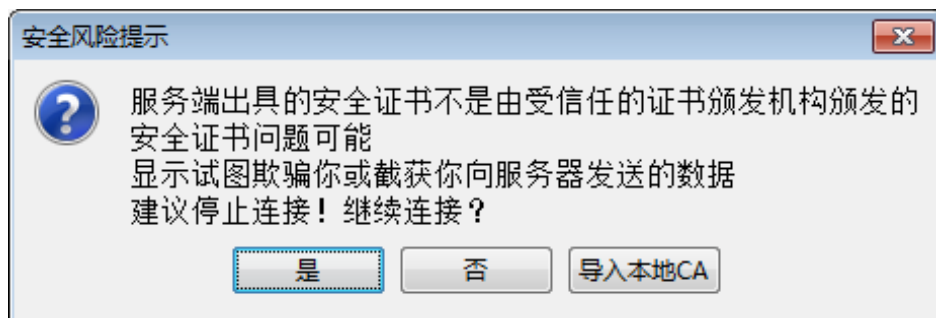 安全风险提示
服务端出具的安全证书不是由受信任的证书颁发机构颁发的
安全证书问题可能
显示试图欺骗你或截获你向服务器发送的数据
建议停止连接！继续连接？
是
否
导入本地CA